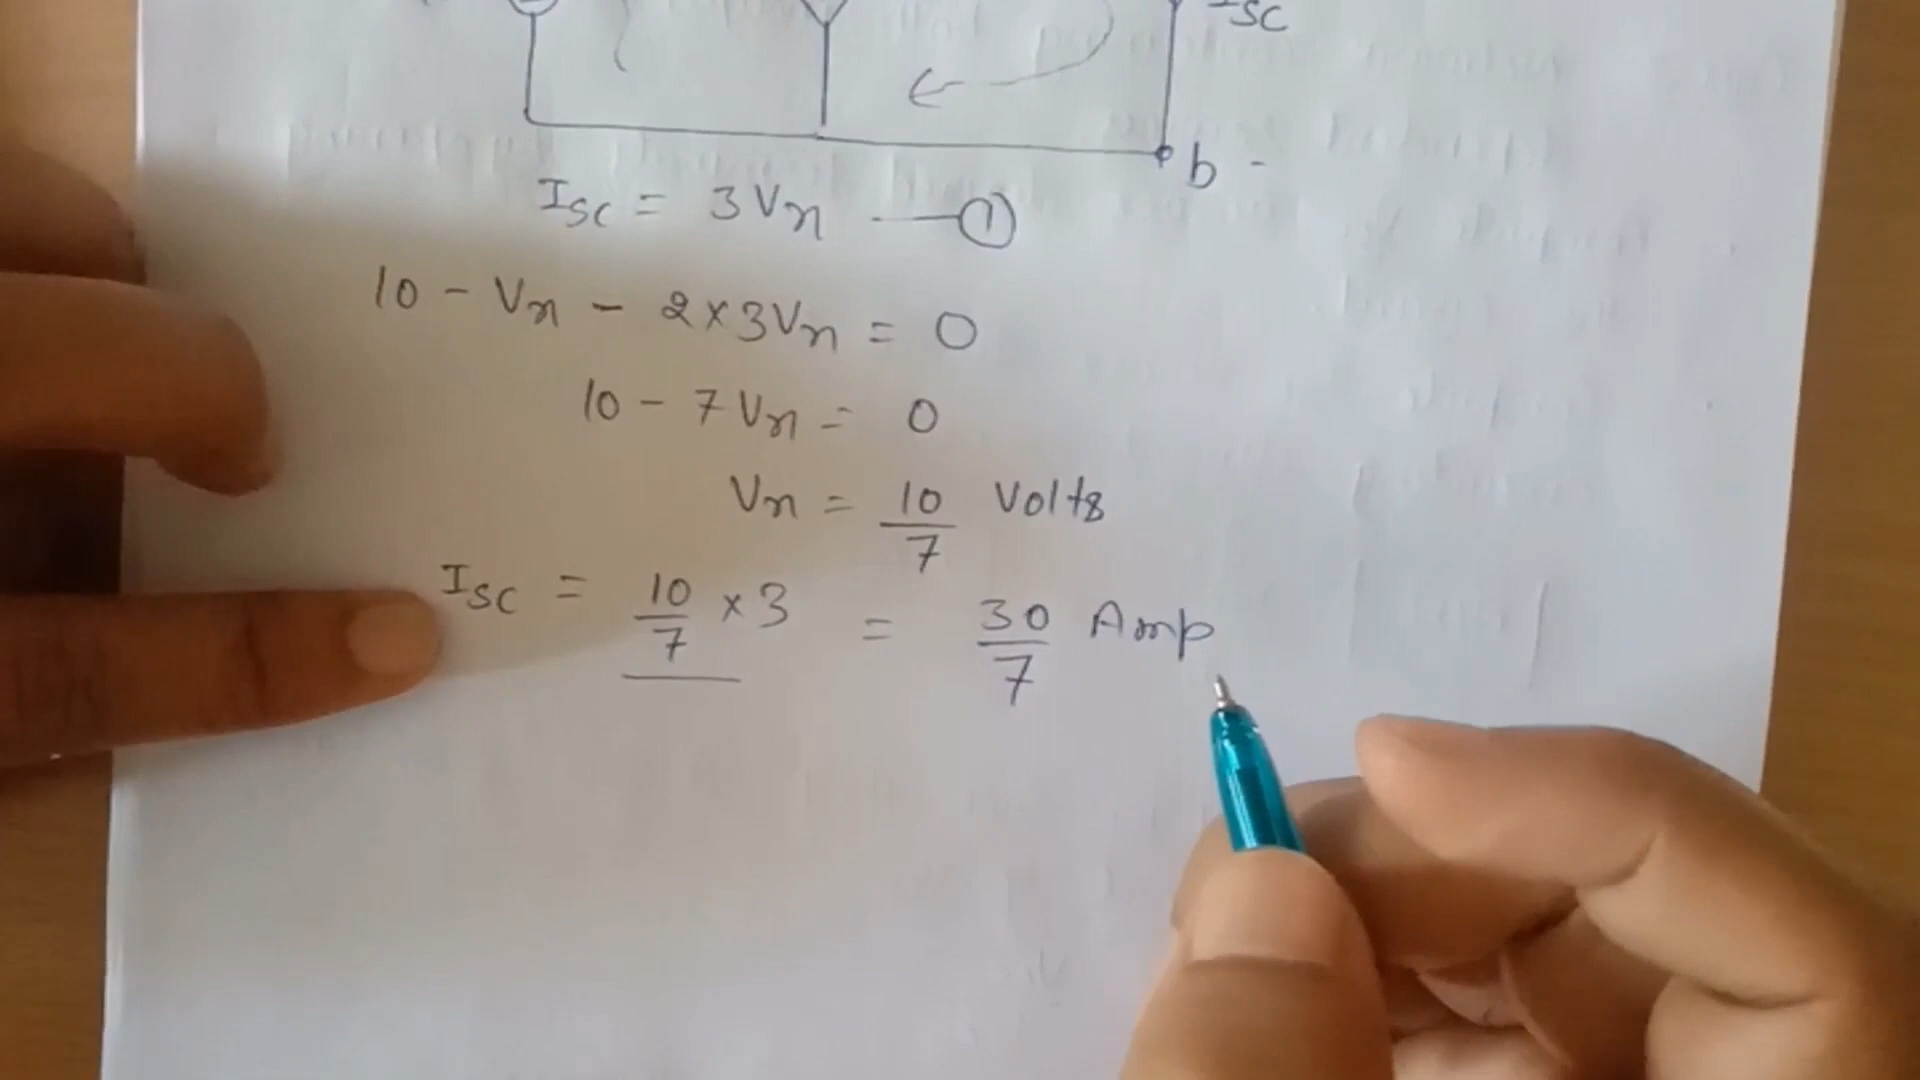 Isc
b -
Isc = 3Vx —①
10 - Vx - 2×3Vx = 0
10 - 7Vx = 0
Vx = 10/7 Volts
Isc = 10/7 × 3 = 30/7 Amp